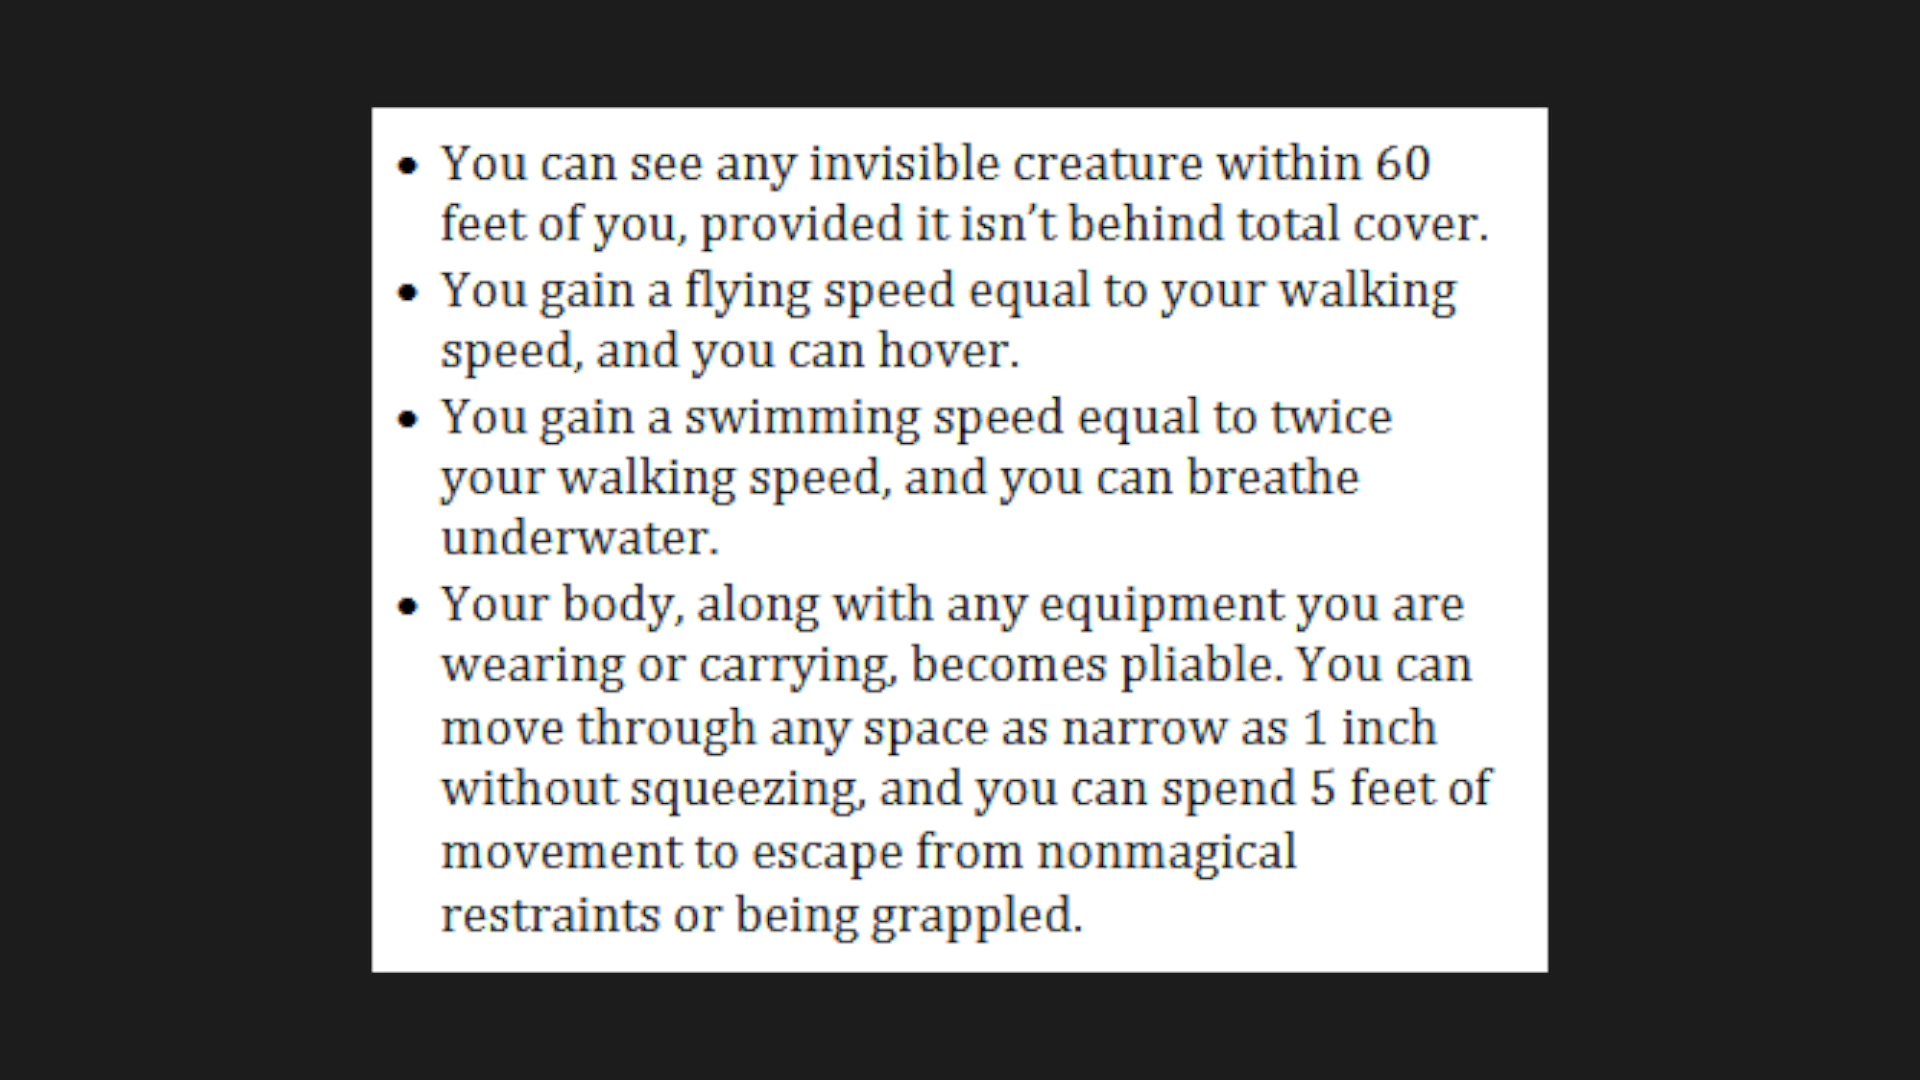 • You can see any invisible creature within 60
feet of you, provided it isn’t behind total cover.
• You gain a flying speed equal to your walking
speed, and you can hover.
• You gain a swimming speed equal to twice
your walking speed, and you can breathe
underwater.
• Your body, along with any equipment you are
wearing or carrying, becomes pliable. You can
move through any space as narrow as 1 inch
without squeezing, and you can spend 5 feet of
movement to escape from nonmagical
restraints or being grappled.